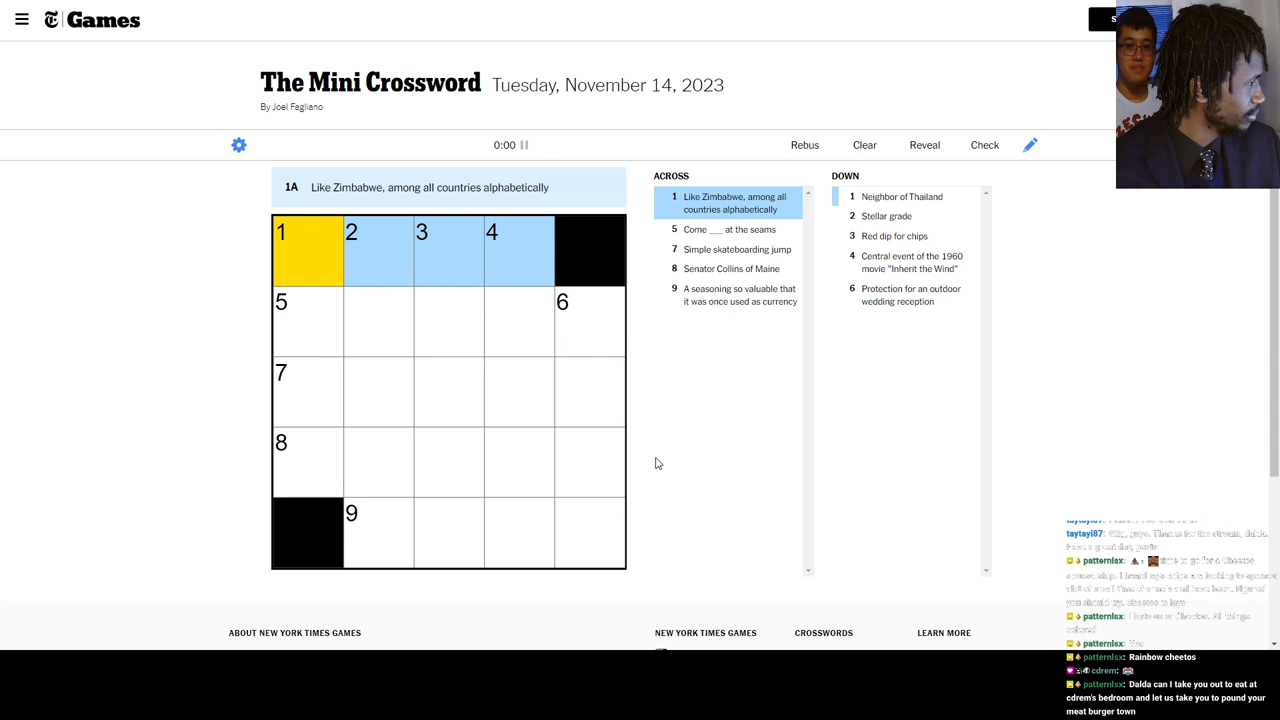 Games
The Mini Crossword Tuesday, November 14, 2023
By Joel Fagliano
0:00
Rebus Clear Reveal Check
1A Like Zimbabwe, among all countries alphabetically
1 2 3 4
5 6
7
8
9
ACROSS
1 Like Zimbabwe, among all
countries alphabetically
5 Come ___ at the seams
7 Simple skateboarding jump
8 Senator Collins of Maine
9 A seasoning so valuable that
it was once used as currency
DOWN
1 Neighbor of Thailand
2 Stellar grade
3 Red dip for chips
4 Central event of the 1960
movie "Inherit the Wind"
6 Protection for an outdoor
wedding reception
ABOUT NEW YORK TIMES GAMES
NEW YORK TIMES GAMES
CROSSWORDS
LEARN MORE
taytayi87:
patternlsx:
patternlsx:
patternlsx: Yes
patternlsx: Rainbow cheetos
cdrem:
patternlsx: Dalda can I take you out to eat at
cdrem's bedroom and let us take you to pound your
meat burger town